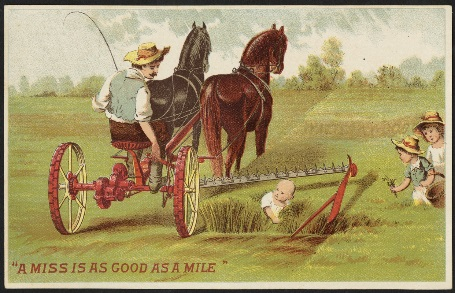 "A MISS IS AS GOOD AS A MILE"